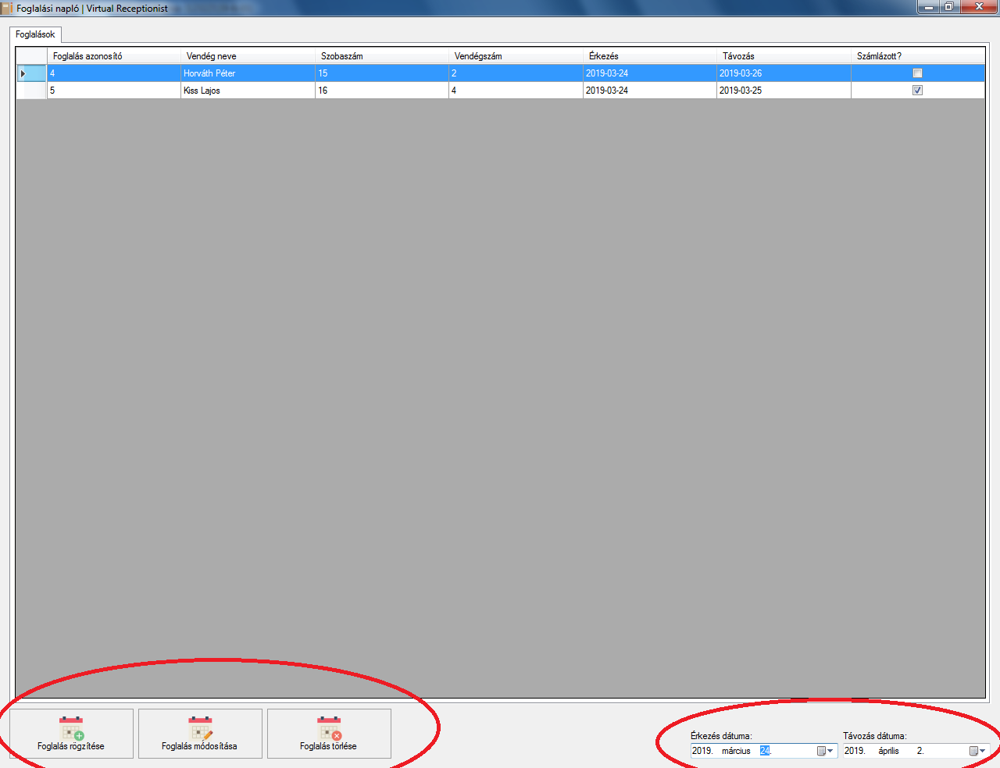 Foglalási napló | Virtual Receptionist
Foglalások
Foglalás azonosító Vendég neve Szobaszám Vendégszám Érkezés Távozás Számlázott?
4 Horváth Péter 15 2 2019-03-24 2019-03-26
5 Kiss Lajos 16 4 2019-03-24 2019-03-25
Foglalás rögzítése Foglalás módosítása Foglalás törlése
Érkezés dátuma: Távozás dátuma:
2019. március 24. 2019. április 2.